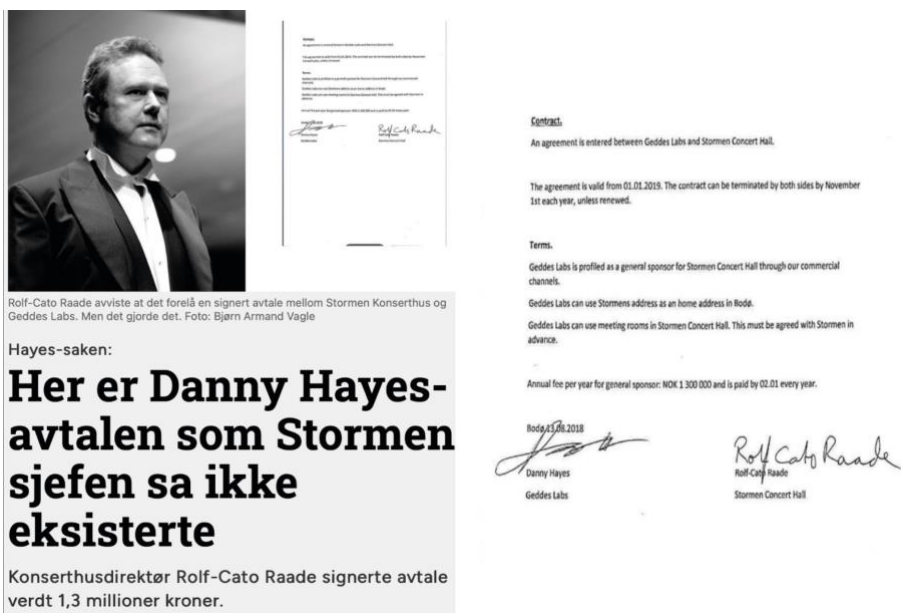 Rolf-Cato Raade avviste at det forelå en signert avtale mellom Stormen Konserthus og
Geddes Labs. Men det gjorde det. Foto: Bjørn Armand Vagle
Hayes-saken:
Her er Danny Hayes-
avtalen som Stormen
sjefen sa ikke
eksisterte
Konserthusdirektør Rolf-Cato Raade signerte avtale
verdt 1,3 millioner kroner.
Contract.
An agreement is entered between Geddes Labs and Stormen Concert Hall.
The agreement is valid from 01.01.2019. The contract can be terminated by both sides by November
1st each year, unless renewed.
Terms.
Geddes Labs is profiled as a general sponsor for Stormen Concert Hall through our commercial
channels.
Geddes Labs can use Stormens address as an home address in Bodø.
Geddes Labs can use meeting rooms in Stormen Concert Hall. This must be agreed with Stormen in
advance.
Annual fee per year for general sponsor: NOK 1 300 000 and is paid by 02.01 every year.
Bodø 13.08.2018
Rolf Cato Raade
Danny Hayes
Rolf-Cato Raade
Geddes Labs
Stormen Concert Hall